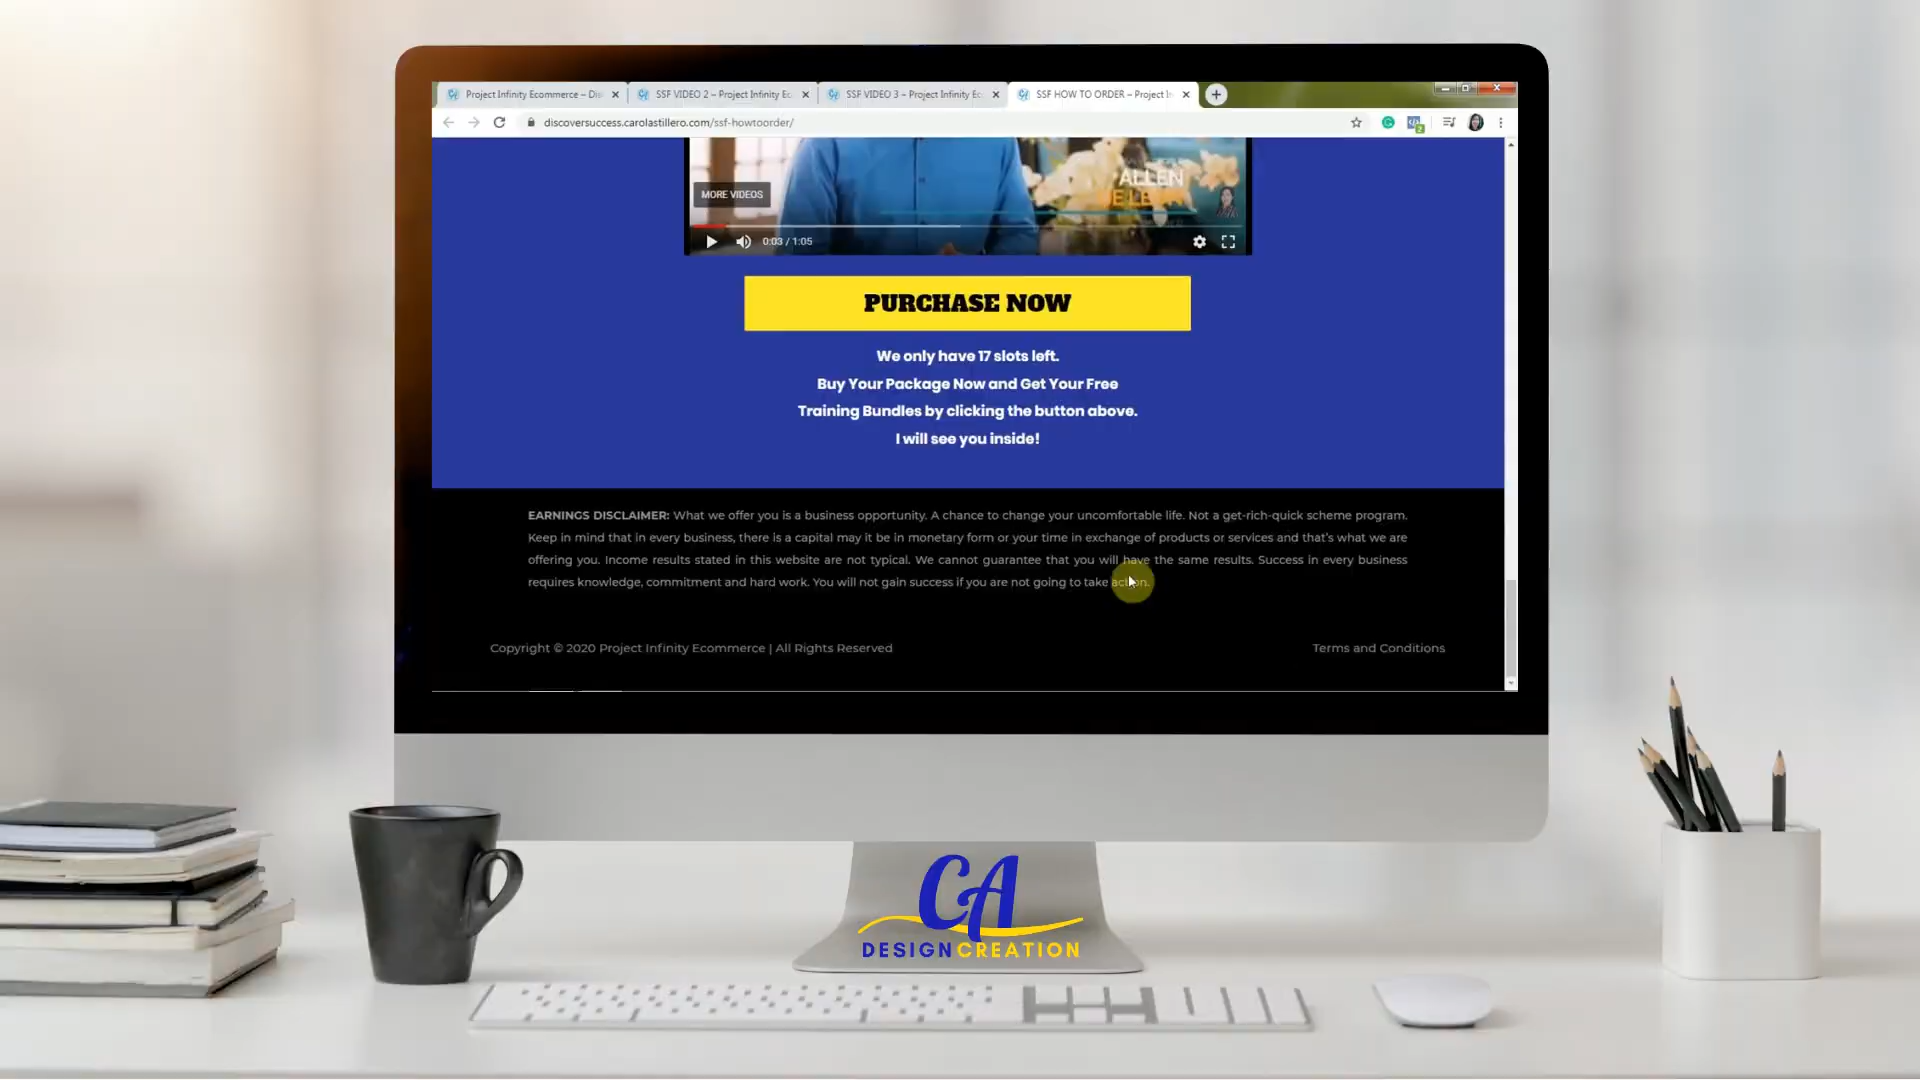 Project Infinity Ecommerce – Dis
SSF VIDEO 2 – Project Infinity Ec
SSF VIDEO 3 – Project Infinity Ec
SSF HOW TO ORDER – Project In
discoversuccess.carolastillero.com/ssf-howtoorder/
ALLEN
MORE VIDEOS
0:03 / 1:05
PURCHASE NOW
We only have 17 slots left.
Buy Your Package Now and Get Your Free
Training Bundles by clicking the button above.
I will see you inside!
EARNINGS DISCLAIMER: What we offer you is a business opportunity. A chance to change your uncomfortable life. Not a get-rich-quick scheme program.
Keep in mind that in every business, there is a capital may it be in monetary form or your time in exchange of products or services and that's what we are
offering you. Income results stated in this website are not typical. We cannot guarantee that you will have the same results. Success in every business
requires knowledge, commitment and hard work. You will not gain success if you are not going to take action.
Copyright © 2020 Project Infinity Ecommerce | All Rights Reserved
Terms and Conditions
CA
DESIGN CREATION